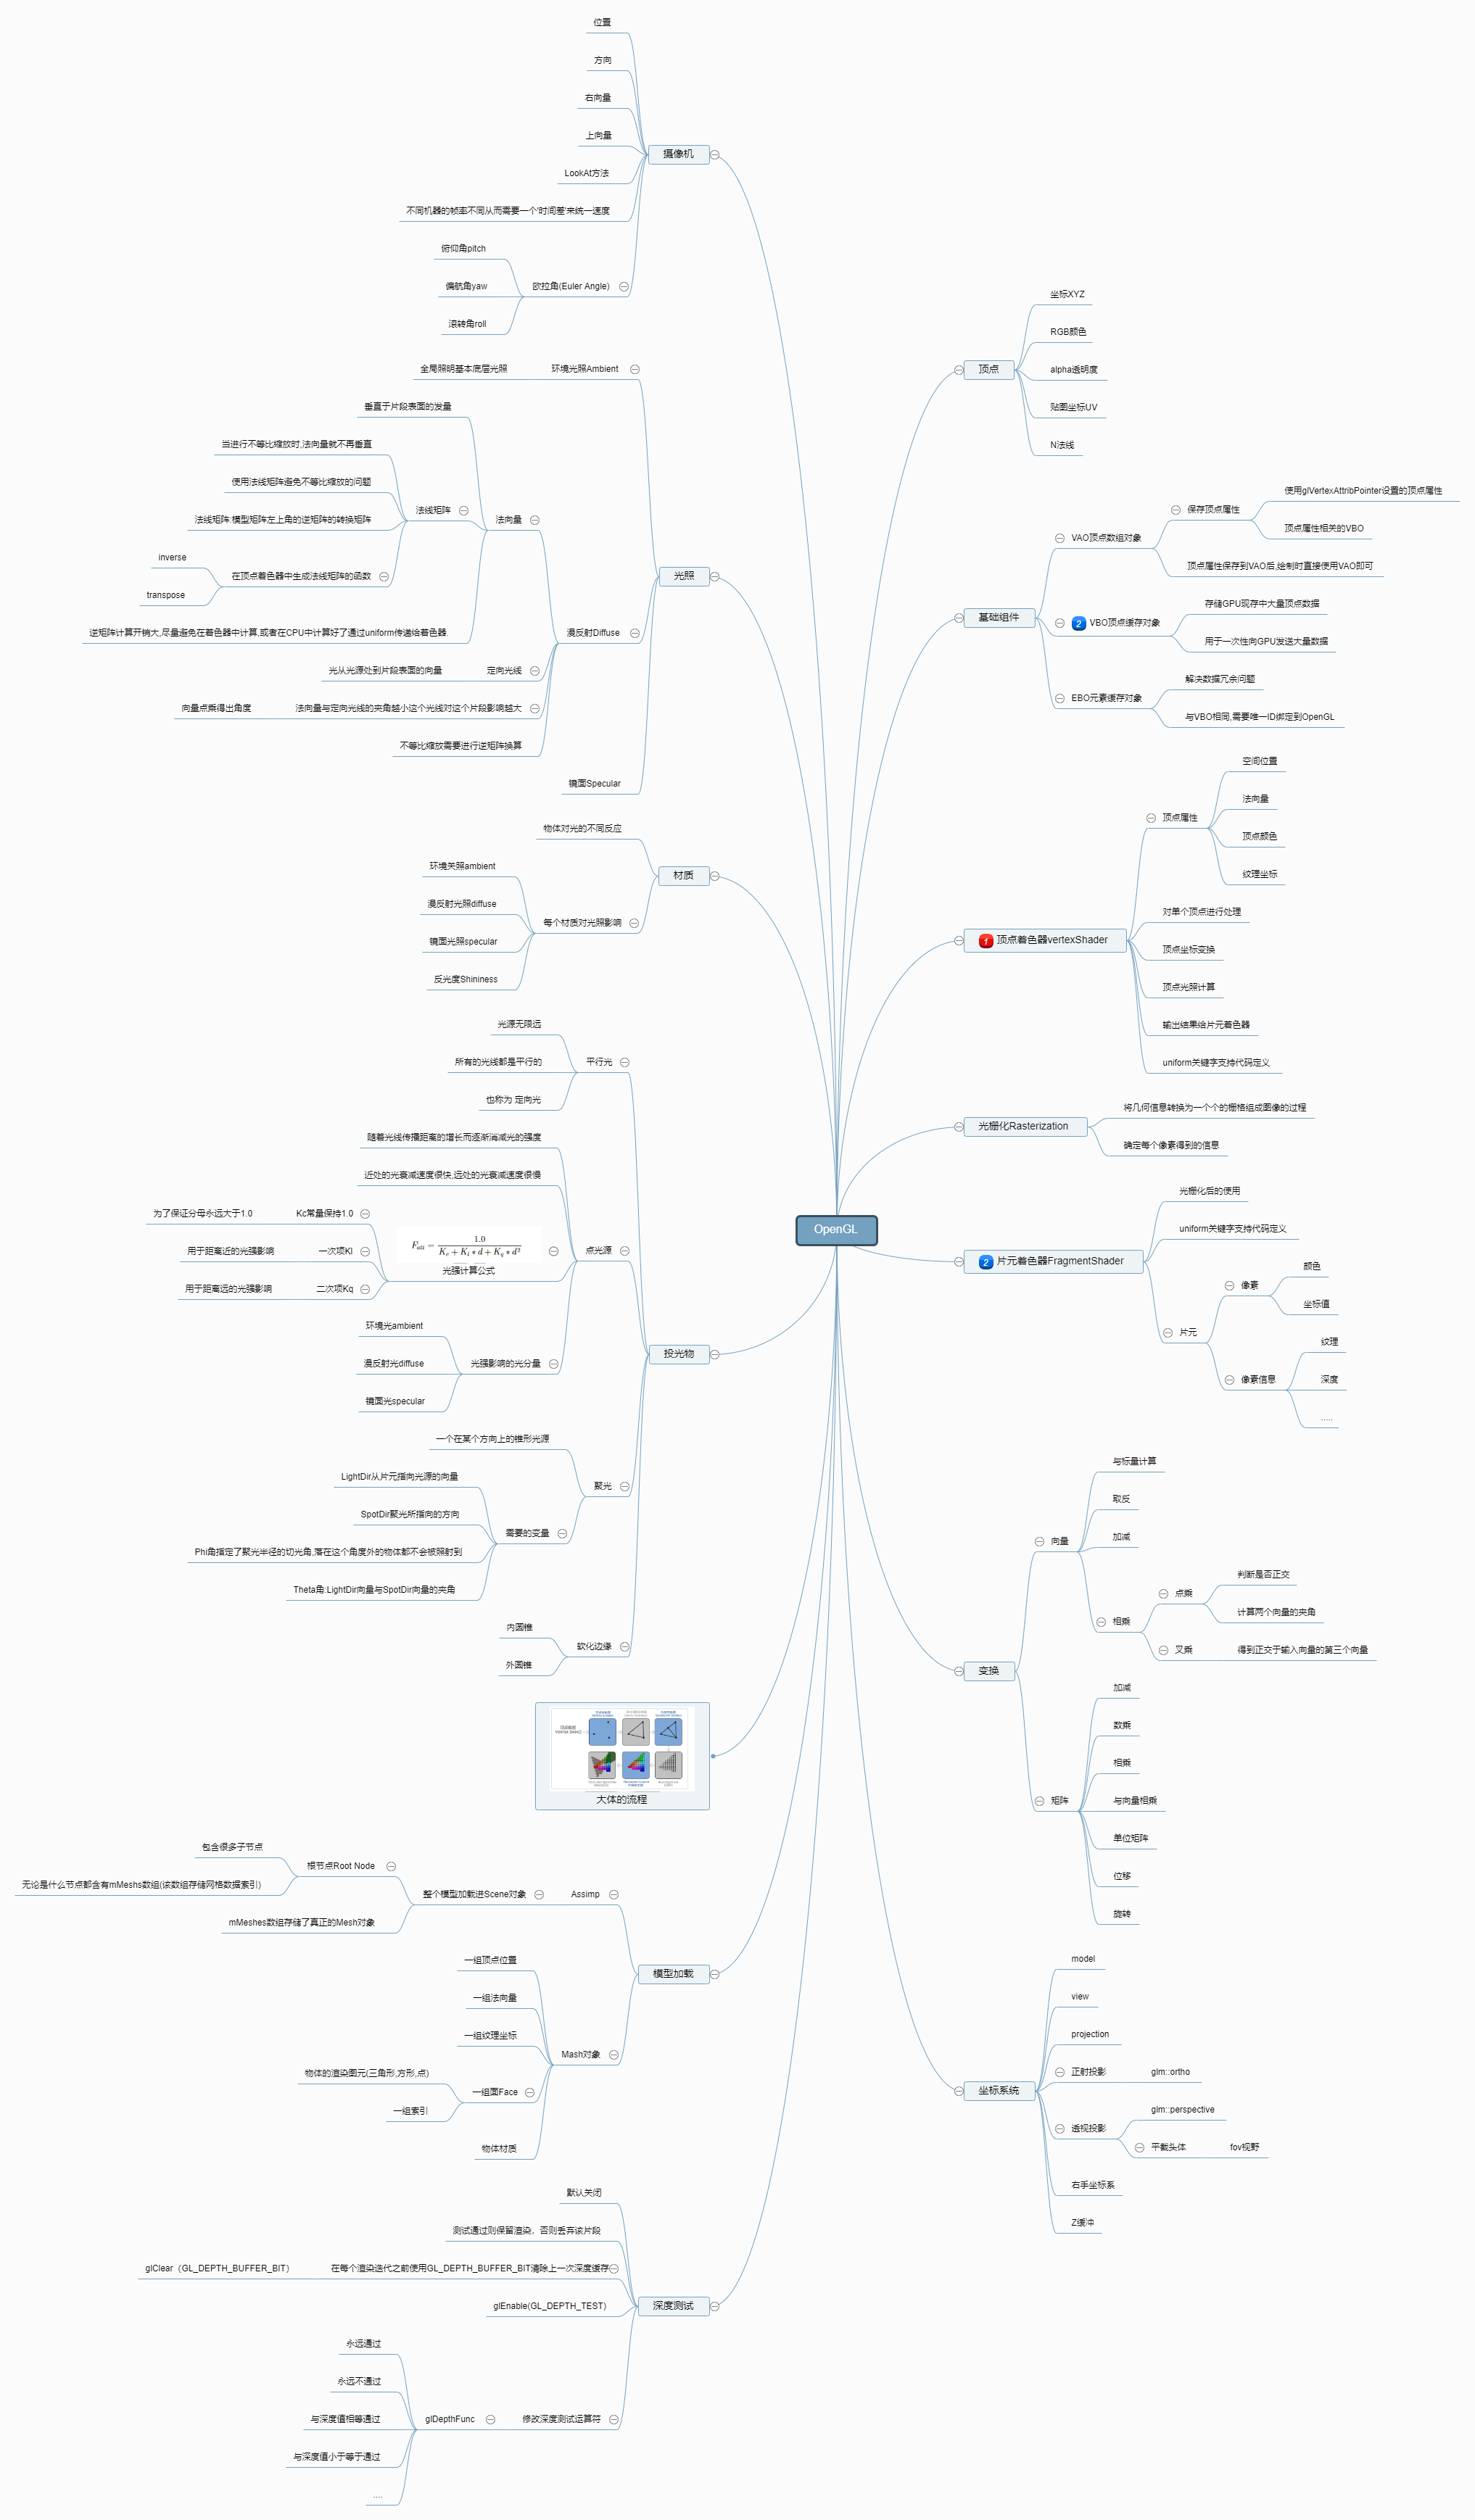 OpenGL
摄像机
位置
方向
右向量
上向量
LookAt方法
不同机器的帧率不同从而需要一个'时间差'来统一速度
欧拉角(Euler Angle)
俯仰角pitch
偏航角yaw
滚转角roll
光照
环境光照Ambient
全局照明基本底层光照
漫反射Diffuse
法向量
垂直于片段表面的发量
法线矩阵
当进行不等比缩放时,法向量就不再垂直
使用法线矩阵避免不等比缩放的问题
法线矩阵:模型矩阵左上角的逆矩阵的转换矩阵
在顶点着色器中生成法线矩阵的函数
inverse
transpose
逆矩阵计算开销大,尽量避免在着色器中计算,或者在CPU中计算好了通过uniform传递给着色器.
定向光线
光从光源处到片段表面的向量
法向量与定向光线的夹角越小这个光线对这个片段影响越大
向量点乘得出角度
不等比缩放需要进行逆矩阵换算
镜面Specular
材质
物体对光的不同反应
每个材质对光照影响
环境关照ambient
漫反射光照diffuse
镜面光照specular
反光度Shininess
投光物
平行光
光源无限远
所有的光线都是平行的
也称为 定向光
点光源
随着光线传播距离的增长而逐渐消减光的强度
近处的光衰减速度很快,远处的光衰减速度很慢
F_att = 1.0 / (K_c + K_l * d + K_q * d²)
光强计算公式
Kc常量保持1.0
为了保证分母永远大于1.0
一次项Kl
用于距离近的光强影响
二次项Kq
用于距离远的光强影响
光强影响的光分量
环境光ambient
漫反射光diffuse
镜面光specular
聚光
一个在某个方向上的锥形光源
需要的变量
LightDir从片元指向光源的向量
SpotDir聚光所指向的方向
Phi角指定了聚光半径的切光角,落在这个角度外的物体都不会被照射到
Theta角:LightDir向量与SpotDir向量的夹角
软化边缘
内圆锥
外圆锥
大体的流程
模型加载
Assimp
整个模型加载进Scene对象
根节点Root Node
包含很多子节点
无论是什么节点都含有mMeshs数组(该数组存储网格数据索引)
mMeshes数组存储了真正的Mesh对象
Mash对象
一组顶点位置
一组法向量
一组纹理坐标
一组面Face
物体的渲染图元(三角形,方形,点)
一组索引
物体材质
深度测试
默认关闭
测试通过则保留渲染，否则丢弃该片段
在每个渲染迭代之前使用GL_DEPTH_BUFFER_BIT清除上一次深度缓存
glClear（GL_DEPTH_BUFFER_BIT）
glEnable(GL_DEPTH_TEST)
修改深度测试运算符
glDepthFunc
永远通过
永远不通过
与深度值相等通过
与深度值小于等于通过
....
顶点
坐标XYZ
RGB颜色
alpha透明度
贴图坐标UV
N法线
基础组件
VAO顶点数组对象
保存顶点属性
使用glVertexAttribPointer设置的顶点属性
顶点属性相关的VBO
顶点属性保存到VAO后,绘制时直接使用VAO即可
2 VBO顶点缓存对象
存储GPU现存中大量顶点数据
用于一次性向GPU发送大量数据
EBO元素缓存对象
解决数据冗余问题
与VBO相同,需要唯一ID绑定到OpenGL
1 顶点着色器vertexShader
顶点属性
空间位置
法向量
顶点颜色
纹理坐标
对单个顶点进行处理
顶点坐标变换
顶点光照计算
输出结果给片元着色器
uniform关键字支持代码定义
光栅化Rasterization
将几何信息转换为一个个的栅格组成图像的过程
确定每个像素得到的信息
2 片元着色器FragmentShader
光栅化后的使用
uniform关键字支持代码定义
片元
像素
颜色
坐标值
像素信息
纹理
深度
.....
变换
向量
与标量计算
取反
加减
相乘
点乘
判断是否正交
计算两个向量的夹角
叉乘
得到正交于输入向量的第三个向量
矩阵
加减
数乘
相乘
与向量相乘
单位矩阵
位移
旋转
坐标系统
model
view
projection
正射投影
glm::ortho
透视投影
glm::perspective
平截头体
fov视野
右手坐标系
Z缓冲